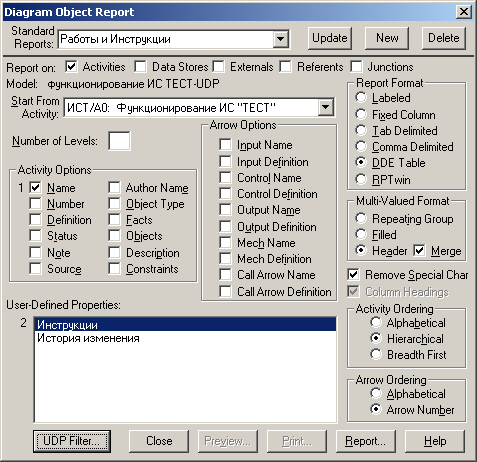 Diagram Object Report
Standard Reports: Работы и Инструкции Update New Delete
Report on: Activities Data Stores Externals Referents Junctions
Model: Функционирование ИС ТЕСТ-UDP
Start From Activity: ИСТ/А0: Функционирование ИС "ТЕСТ"
Number of Levels:
Activity Options
1 Name Author Name
Number Object Type
Definition Facts
Status Objects
Note Description
Source Constraints
Arrow Options
Input Name
Input Definition
Control Name
Control Definition
Output Name
Output Definition
Mech Name
Mech Definition
Call Arrow Name
Call Arrow Definition
Report Format
Labeled
Fixed Column
Tab Delimited
Comma Delimited
DDE Table
RPTwin
Multi-Valued Format
Repeating Group
Filled
Header Merge
Remove Special Char
Column Headings
User-Defined Properties:
2 Инструкции
История изменения
Activity Ordering
Alphabetical
Hierarchical
Breadth First
Arrow Ordering
Alphabetical
Arrow Number
UDP Filter... Close Preview... Print... Report... Help